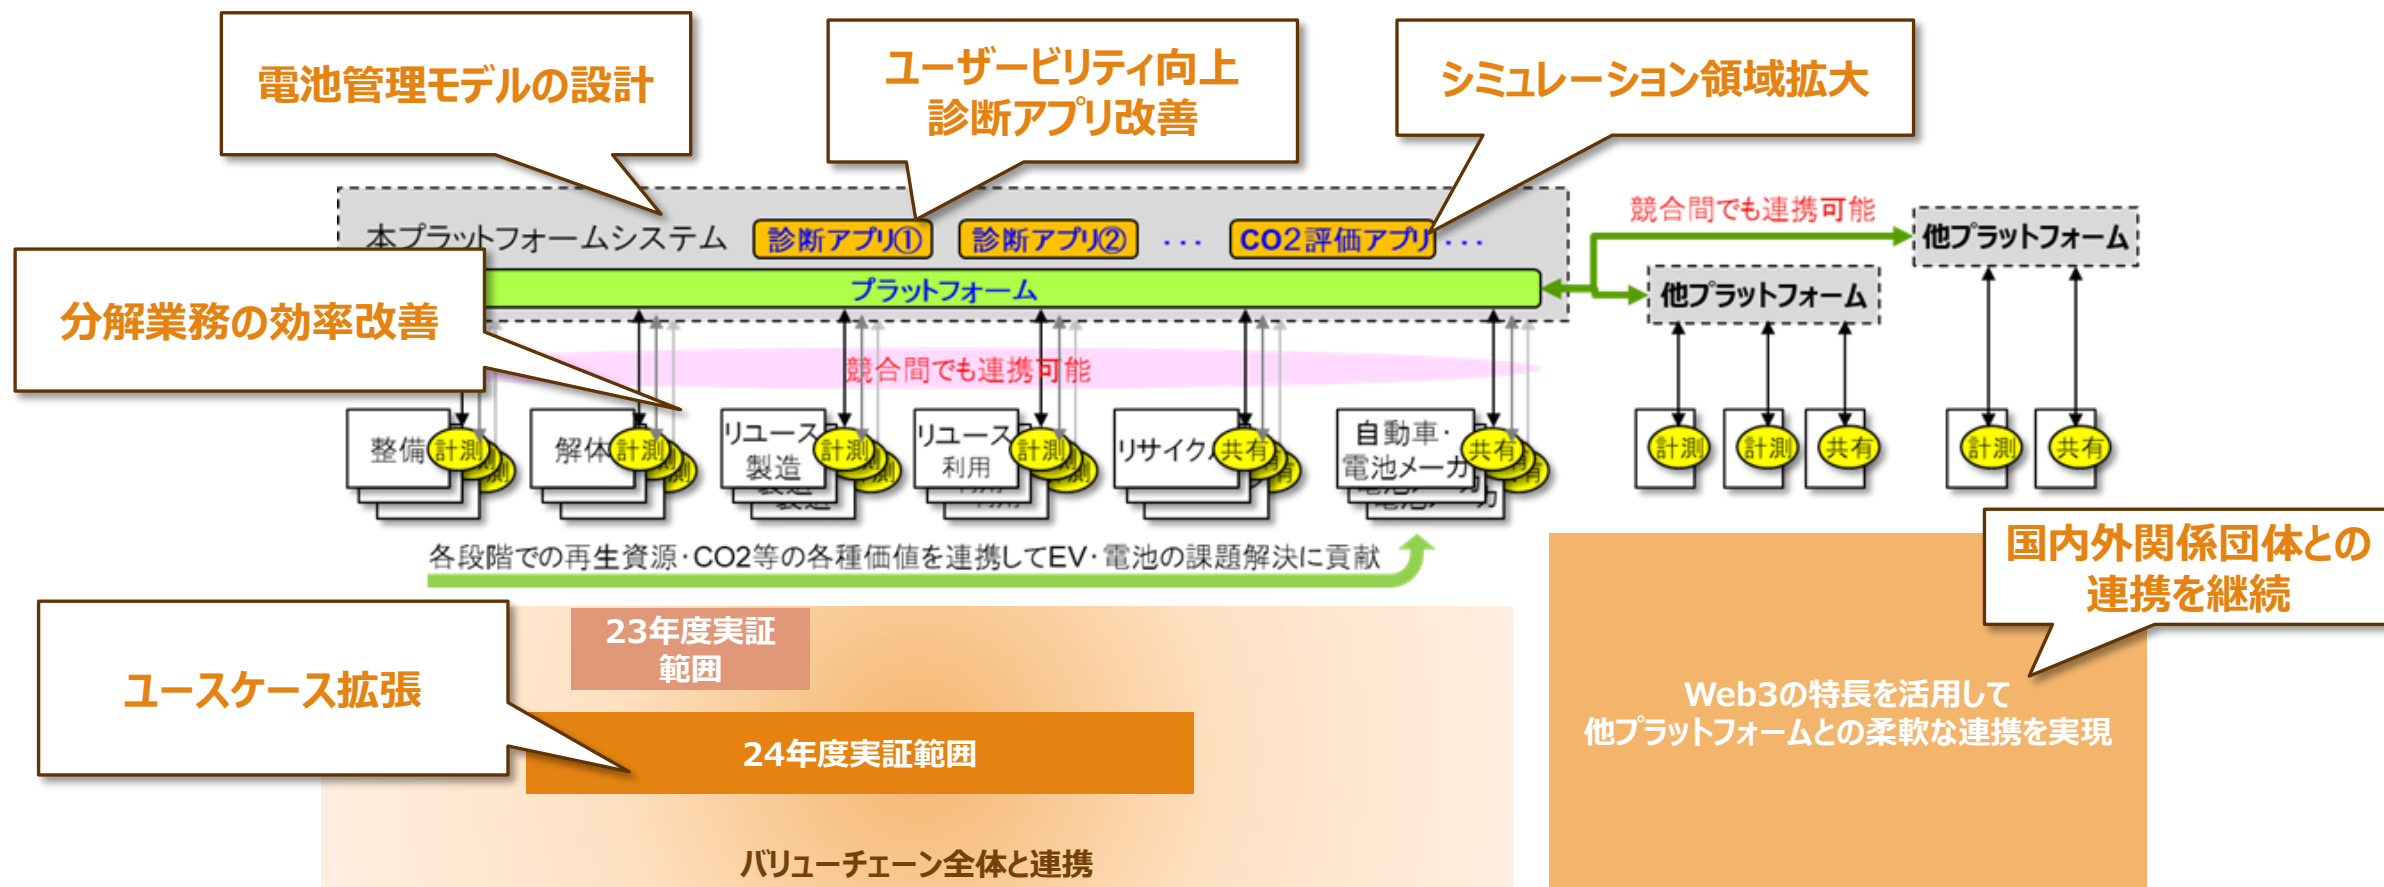 電池管理モデルの設計
ユーザービリティ向上
診断アプリ改善
シミュレーション領域拡大
本プラットフォームシステム
診断アプリ①
診断アプリ②
・・・
CO2評価アプリ
・・・
競合間でも連携可能
他プラットフォーム
他プラットフォーム
プラットフォーム
分解業務の効率改善
競合間でも連携可能
整備
計測
測
解体
計測
測
リユース
製造
計測
測
製造
リユース
利用
計測
測
利用
リサイク
共有
有
自動車・
電池メーカ
共有
有
電池メーカ
計測
計測
共有
計測
共有
各段階での再生資源・CO2等の各種価値を連携してEV・電池の課題解決に貢献
国内外関係団体との
連携を継続
23年度実証
範囲
ユースケース拡張
24年度実証範囲
Web3の特長を活用して
他プラットフォームとの柔軟な連携を実現
バリューチェーン全体と連携